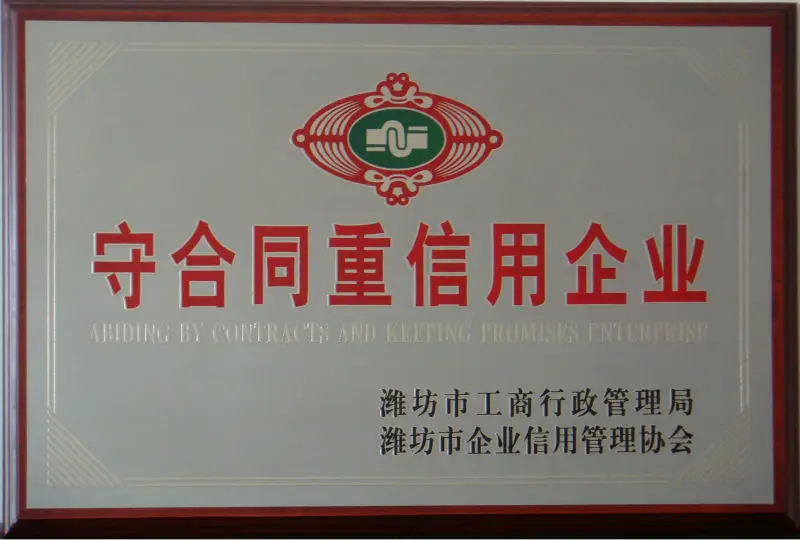 守合同重信用企业
ABIDING BY CONTRACTS AND KEEPING PROMISES ENTERPRISE
潍坊市工商行政管理局
潍坊市企业信用管理协会